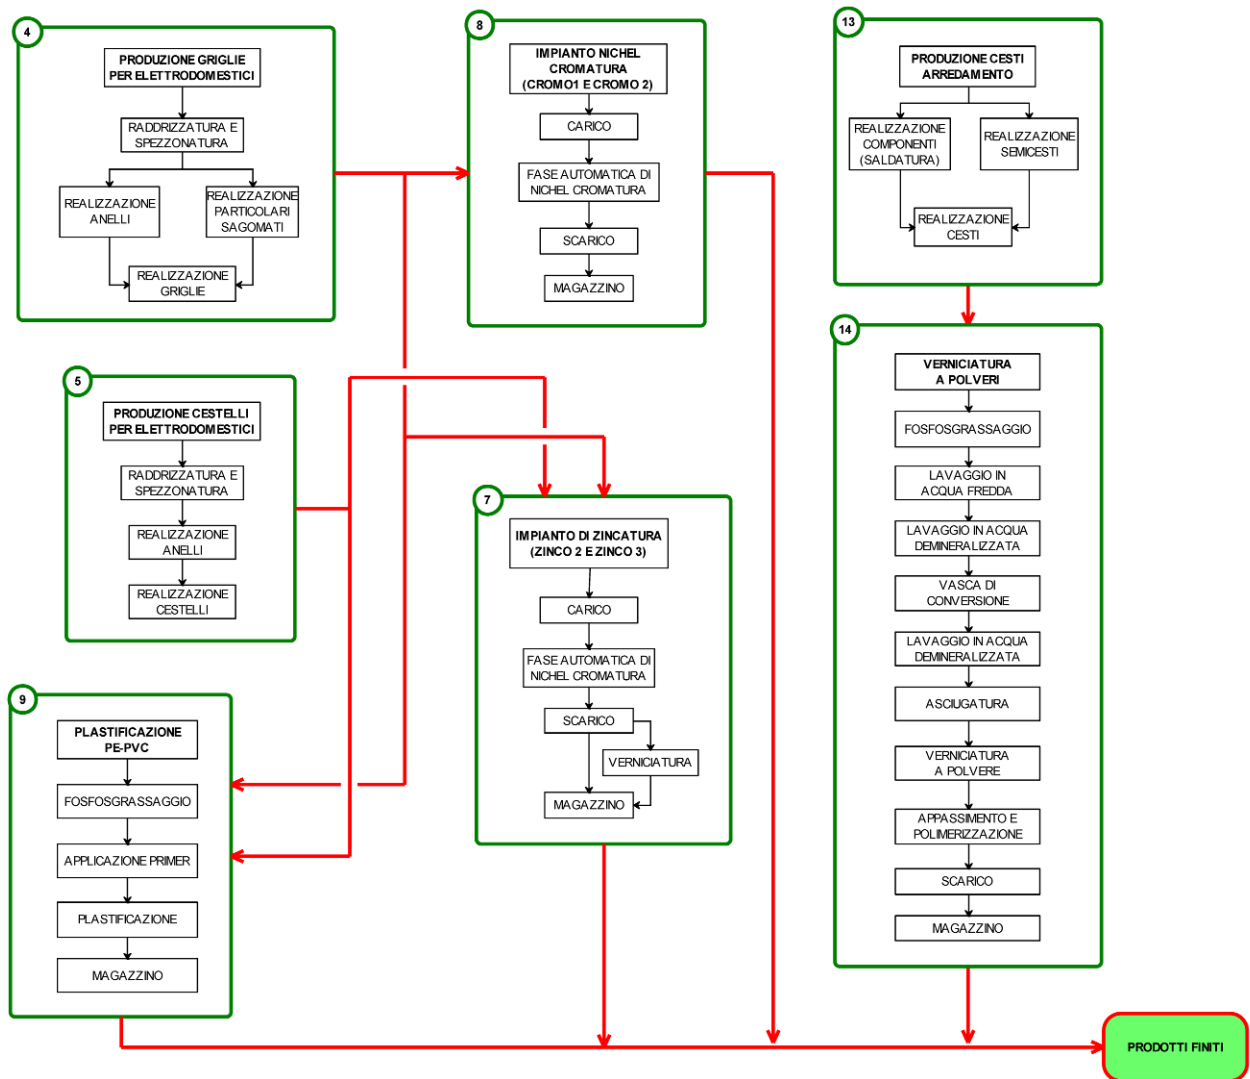 4
PRODUZIONE GRIGLIE
PER ELETTRODOMESTICI
RADDRIZZATURA E
SPEZZONATURA
REALIZZAZIONE
ANELLI
REALIZZAZIONE
PARTICOLARI
SAGOMATI
REALIZZAZIONE
GRIGLIE
8
IMPIANTO NICHEL
CROMATURA
(CROMO1 E CROMO 2)
CARICO
FASE AUTOMATICA DI
NICHEL CROMATURA
SCARICO
MAGAZZINO
13
PRODUZIONE CESTI
ARREDAMENTO
REALIZZAZIONE
COMPONENTI
(SALDATURA)
REALIZZAZIONE
SEMICESTI
REALIZZAZIONE
CESTI
5
PRODUZIONE CESTELLI
PER ELETTRODOMESTICI
RADDRIZZATURA E
SPEZZONATURA
REALIZZAZIONE
ANELLI
REALIZZAZIONE
CESTELLI
7
IMPIANTO DI ZINCATURA
(ZINCO 2 E ZINCO 3)
CARICO
FASE AUTOMATICA DI
NICHEL CROMATURA
SCARICO
VERNICIATURA
MAGAZZINO
14
VERNICIATURA
A POLVERI
FOSFOSGRASSAGGIO
LAVAGGIO IN
ACQUA FREDDA
LAVAGGIO IN ACQUA
DEMINERALIZZATA
VASCA DI
CONVERSIONE
LAVAGGIO IN ACQUA
DEMINERALIZZATA
ASCIUGATURA
VERNICIATURA
A POLVERE
APPASSIMENTO E
POLIMERIZZAZIONE
SCARICO
MAGAZZINO
9
PLASTIFICAZIONE
PE-PVC
FOSFOSGRASSAGGIO
APPLICAZIONE PRIMER
PLASTIFICAZIONE
MAGAZZINO
PRODOTTI FINITI